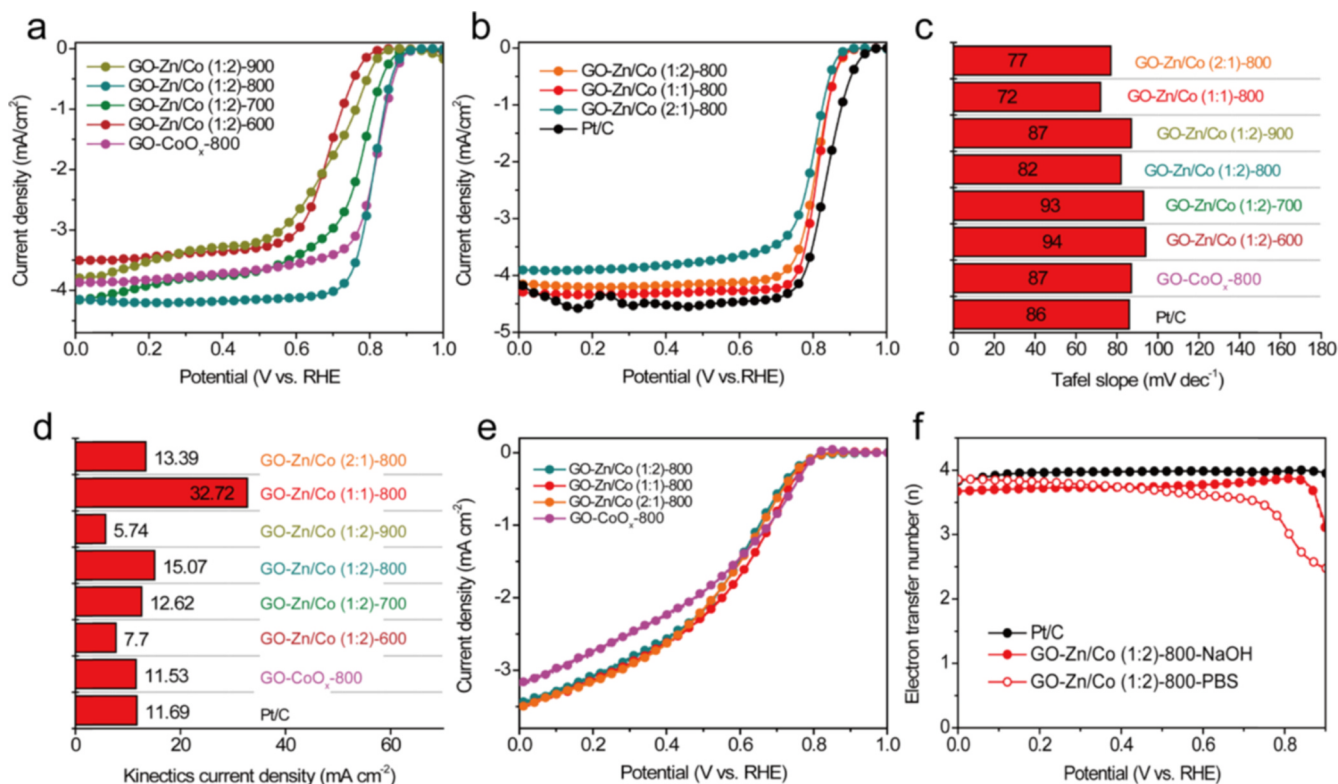 a
0
-1
-2
-3
-4
Current density (mA/cm²)
GO-Zn/Co (1:2)-900
GO-Zn/Co (1:2)-800
GO-Zn/Co (1:2)-700
GO-Zn/Co (1:2)-600
GO-CoOₓ-800
0.0 0.2 0.4 0.6 0.8 1.0
Potential (V vs. RHE
b
0
-1
-2
-3
-4
-5
Current density (mA/cm²)
GO-Zn/Co (1:2)-800
GO-Zn/Co (1:1)-800
GO-Zn/Co (2:1)-800
Pt/C
0.0 0.2 0.4 0.6 0.8 1.0
Potential (V vs.RHE)
c
77 GO-Zn/Co (2:1)-800
72 GO-Zn/Co (1:1)-800
87 GO-Zn/Co (1:2)-900
82 GO-Zn/Co (1:2)-800
93 GO-Zn/Co (1:2)-700
94 GO-Zn/Co (1:2)-600
87 GO-CoOₓ-800
86 Pt/C
0 20 40 60 80 100 120 140 160 180
Tafel slope (mV dec⁻¹)
d
13.39 GO-Zn/Co (2:1)-800
32.72 GO-Zn/Co (1:1)-800
5.74 GO-Zn/Co (1:2)-900
15.07 GO-Zn/Co (1:2)-800
12.62 GO-Zn/Co (1:2)-700
7.7 GO-Zn/Co (1:2)-600
11.53 GO-CoOₓ-800
11.69 Pt/C
0 20 40 60
Kinetics current density (mA cm⁻²)
e
0
-1
-2
-3
Current density (mA cm⁻²)
GO-Zn/Co (1:2)-800
GO-Zn/Co (1:1)-800
GO-Zn/Co (2:1)-800
GO-CoOₓ-800
0.0 0.2 0.4 0.6 0.8 1.0
Potential (V vs. RHE)
f
5
4
3
2
1
0
Electron transfer number (n)
Pt/C
GO-Zn/Co (1:2)-800-NaOH
GO-Zn/Co (1:2)-800-PBS
0.0 0.2 0.4 0.6 0.8
Potential (V vs. RHE)